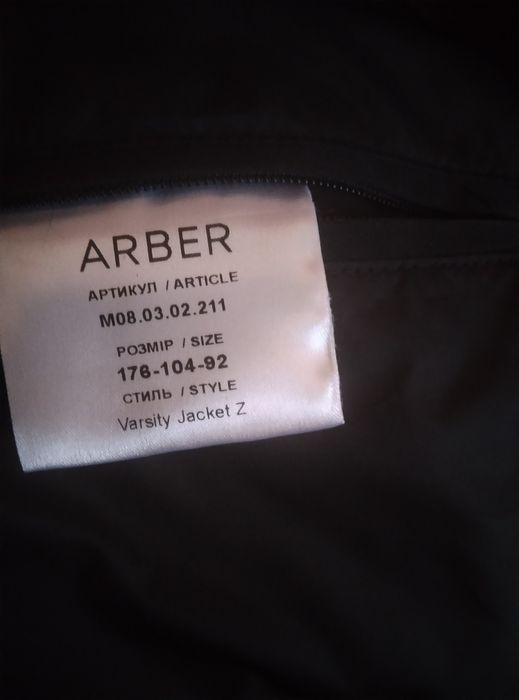 ARBER
АРТИКУЛ / ARTICLE
M08.03.02.211
РОЗМІР / SIZE
176-104-92
СТИЛЬ / STYLE
Varsity Jacket Z